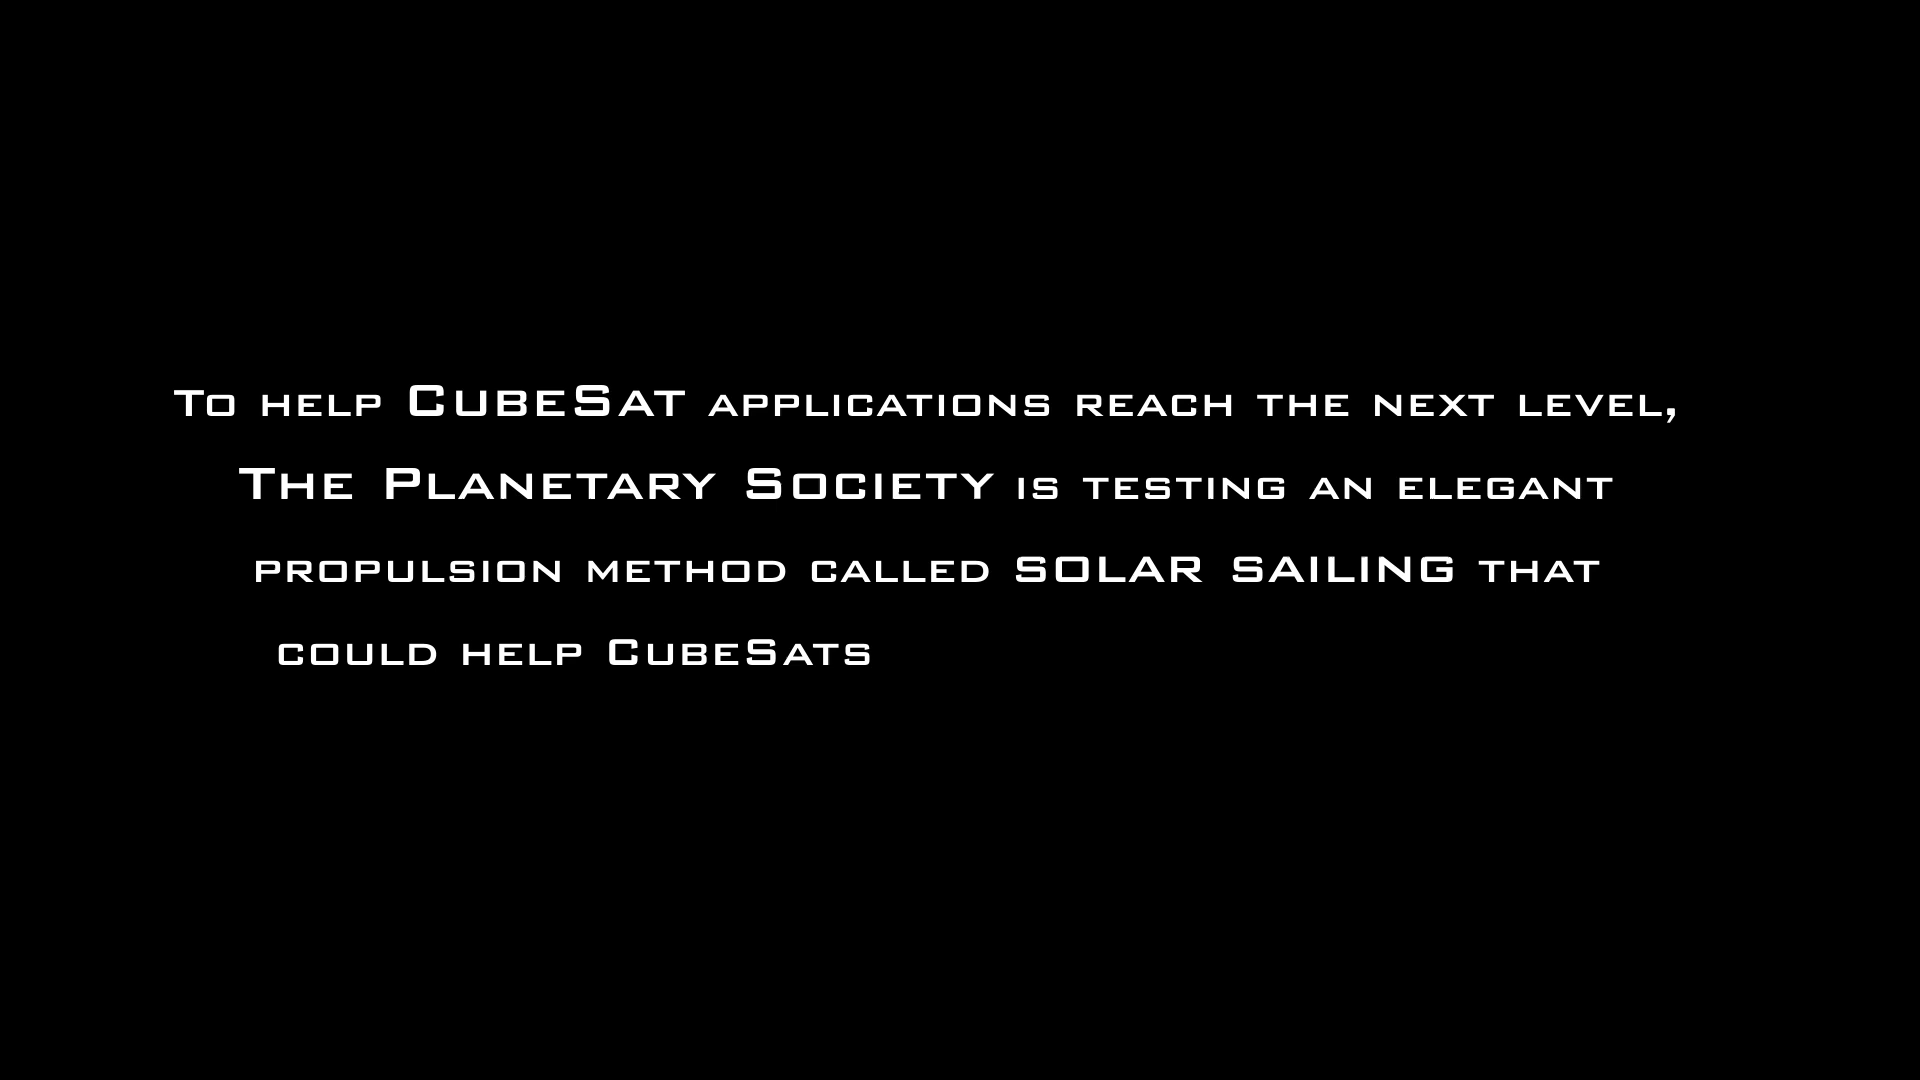 To help CubeSat applications reach the next level,
The Planetary Society is testing an elegant
propulsion method called solar sailing that
could help CubeSats